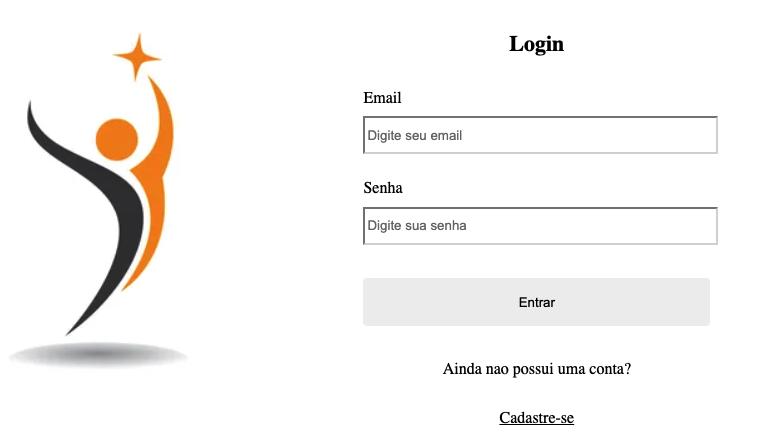 Login
Email
Digite seu email
Senha
Digite sua senha
Entrar
Ainda nao possui uma conta?
Cadastre-se